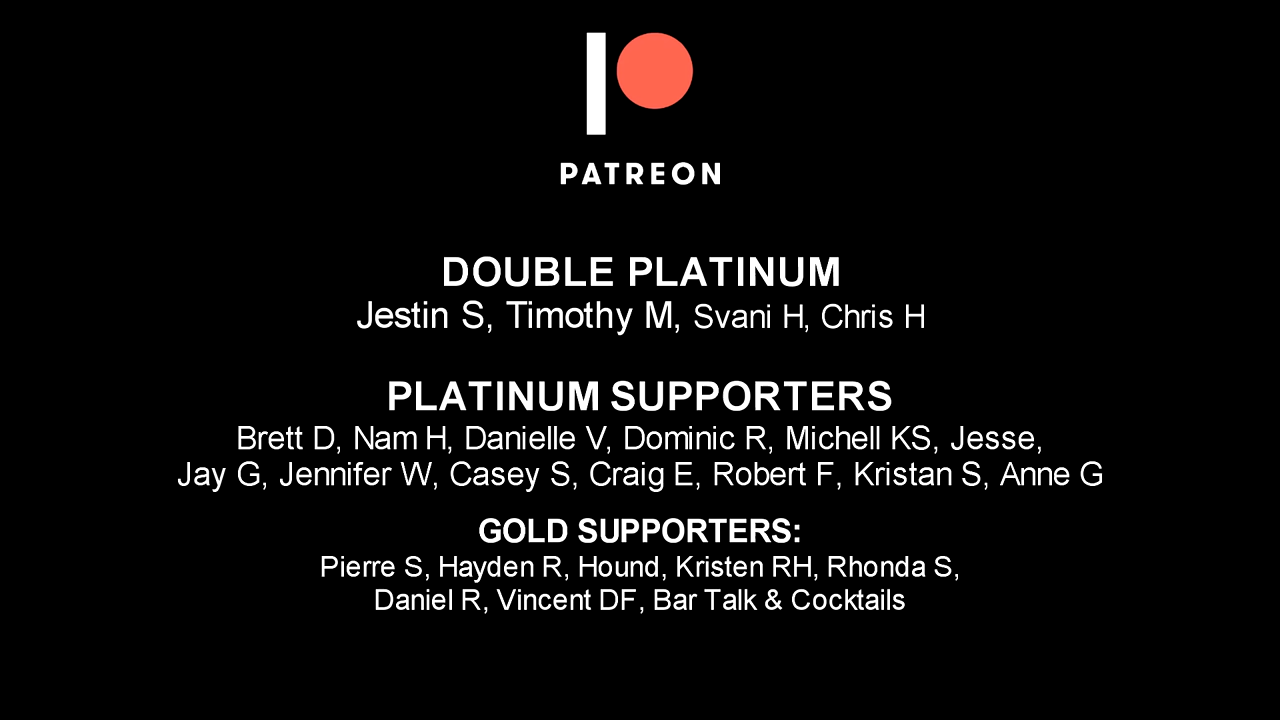 PATREON
DOUBLE PLATINUM
Jestin S, Timothy M, Svani H, Chris H
PLATINUM SUPPORTERS
Brett D, Nam H, Danielle V, Dominic R, Michell KS, Jesse,
Jay G, Jennifer W, Casey S, Craig E, Robert F, Kristan S, Anne G
GOLD SUPPORTERS:
Pierre S, Hayden R, Hound, Kristen RH, Rhonda S,
Daniel R, Vincent DF, Bar Talk & Cocktails